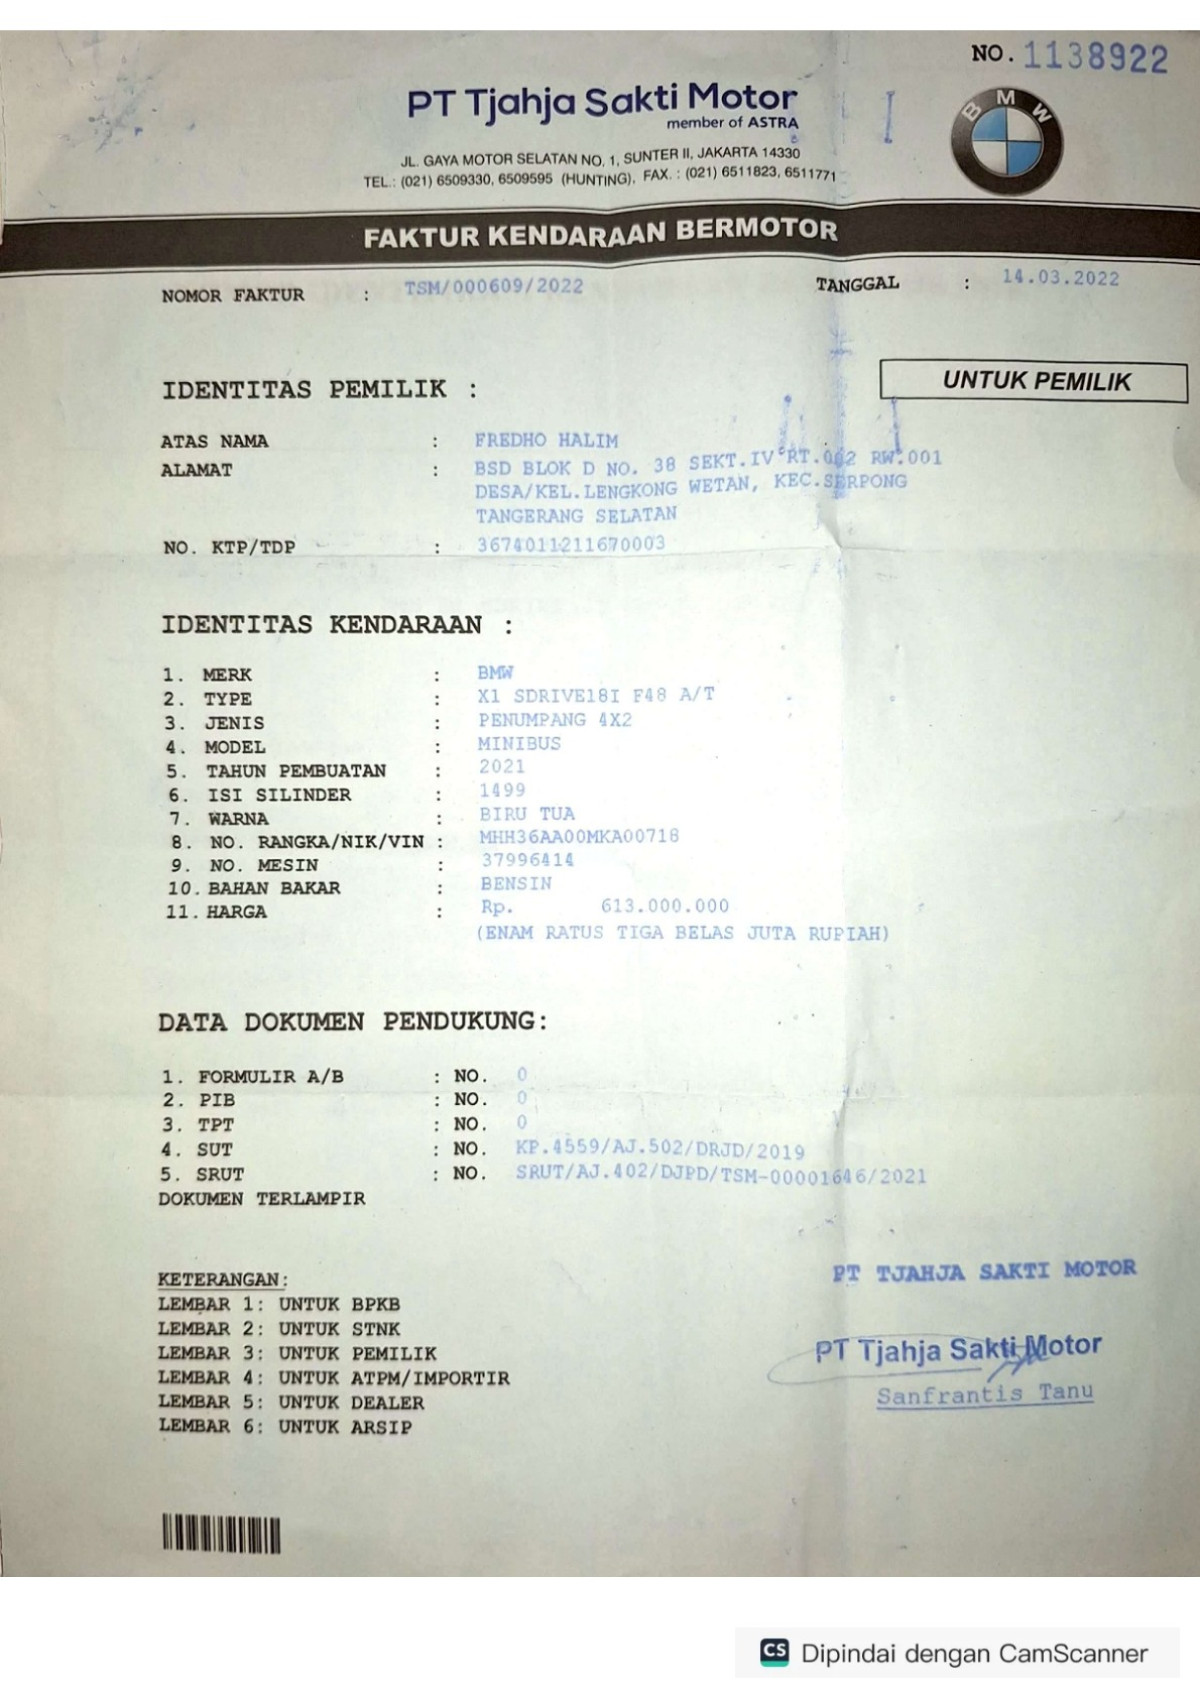 NO. 1138922
PT Tjahja Sakti Motor
member of ASTRA
BMW
JL. GAYA MOTOR SELATAN NO. 1, SUNTER II, JAKARTA 14330
TEL.: (021) 6509330, 6509595 (HUNTING), FAX. : (021) 6511823, 6511771
FAKTUR KENDARAAN BERMOTOR
NOMOR FAKTUR : TSM/000609/2022 TANGGAL : 14.03.2022
UNTUK PEMILIK
IDENTITAS PEMILIK :
ATAS NAMA : FREDHO HALIM
ALAMAT : BSD BLOK D NO. 38 SEKT.IV RT.002 RW.001
DESA/KEL.LENGKONG WETAN, KEC.SERPONG
TANGERANG SELATAN
NO. KTP/TDP : 3674011211670003
IDENTITAS KENDARAAN :
1. MERK : BMW
2. TYPE : X1 SDRIVE18I F48 A/T
3. JENIS : PENUMPANG 4X2
4. MODEL : MINIBUS
5. TAHUN PEMBUATAN : 2021
6. ISI SILINDER : 1499
7. WARNA : BIRU TUA
8. NO. RANGKA/NIK/VIN : MHH36AA00MKA00718
9. NO. MESIN : 37996414
10. BAHAN BAKAR : BENSIN
11. HARGA : Rp. 613.000.000
(ENAM RATUS TIGA BELAS JUTA RUPIAH)
DATA DOKUMEN PENDUKUNG:
1. FORMULIR A/B : NO. 0
2. PIB : NO. 0
3. TPT : NO. 0
4. SUT : NO. KP.4559/AJ.502/DRJD/2019
5. SRUT : NO. SRUT/AJ.402/DJPD/TSM-00001646/2021
DOKUMEN TERLAMPIR
KETERANGAN:
LEMBAR 1: UNTUK BPKB
LEMBAR 2: UNTUK STNK
LEMBAR 3: UNTUK PEMILIK
LEMBAR 4: UNTUK ATPM/IMPORTIR
LEMBAR 5: UNTUK DEALER
LEMBAR 6: UNTUK ARSIP
PT TJAHJA SAKTI MOTOR
PT Tjahja Sakti Motor
Sanfrantis Tanu
CS Dipindai dengan CamScanner